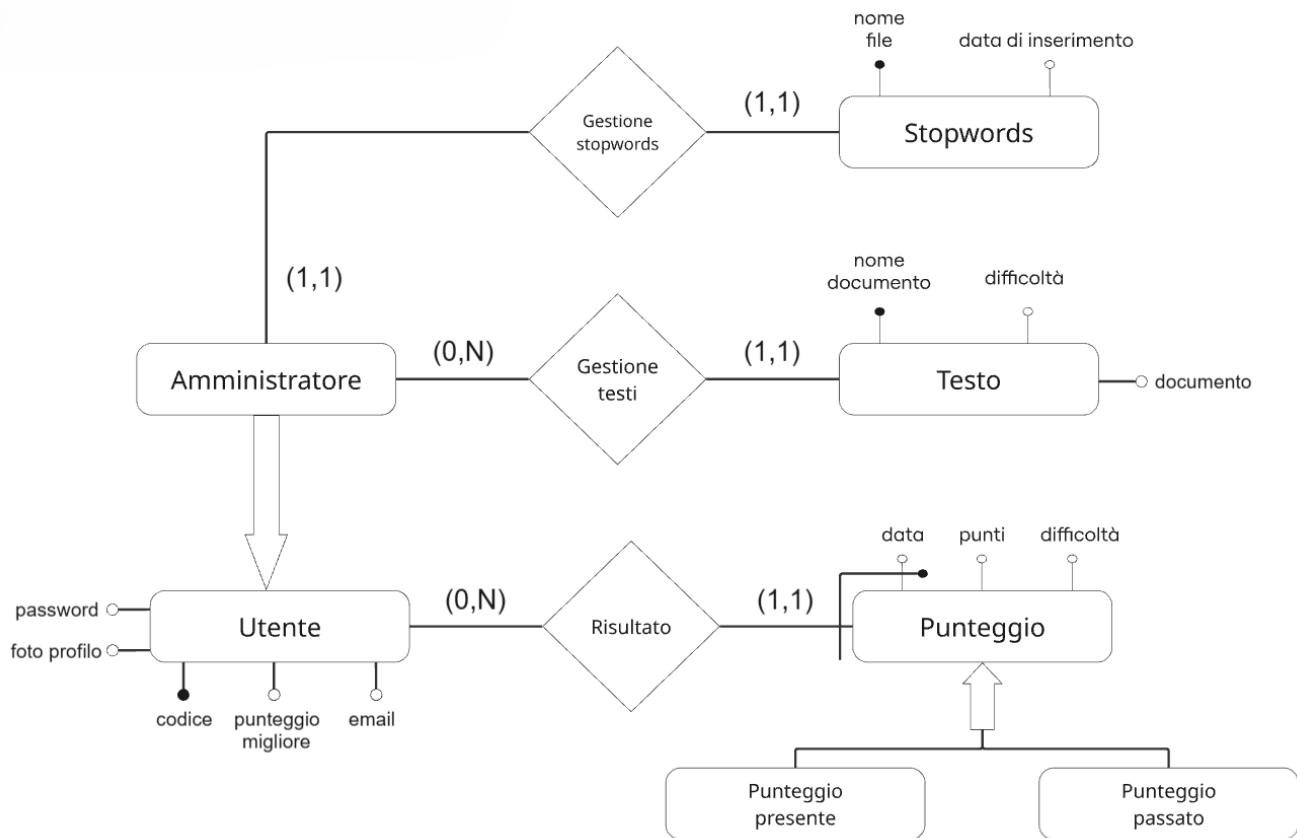 nome
file
data di inserimento
Gestione
stopwords
(1,1)
Stopwords
(1,1)
nome
documento
difficoltà
Amministratore
(0,N)
Gestione
testi
(1,1)
Testo
documento
data
punti
difficoltà
password
foto profilo
Utente
(0,N)
Risultato
(1,1)
Punteggio
codice
punteggio
migliore
email
Punteggio
presente
Punteggio
passato